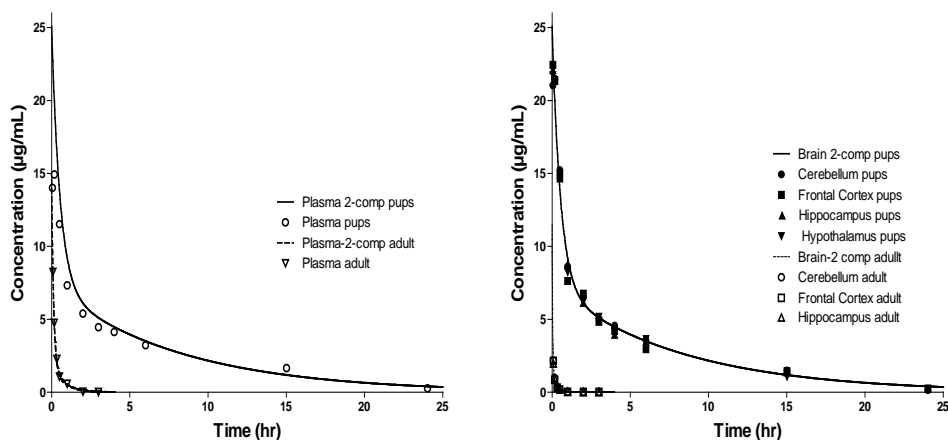 25
20
15
10
5
0
Concentration (µg/mL)
0
5
10
15
20
25
Time (hr)
Plasma 2-comp pups
Plasma pups
Plasma-2-comp adult
Plasma adult
25
20
15
10
5
0
Concentration (µg/mL)
0
5
10
15
20
25
Time (hr)
Brain 2-comp pups
Cerebellum pups
Frontal Cortex pups
Hippocampus pups
Hypothalamus pups
Brain-2 comp adullt
Cerebellum adult
Frontal Cortex adult
Hippocampus adult